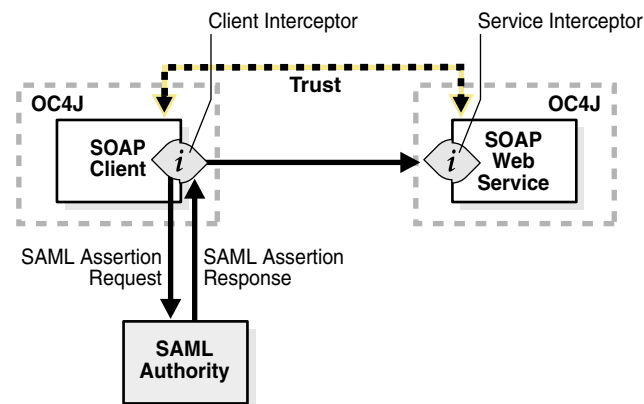 Client Interceptor
Service Interceptor
Trust
OC4J
OC4J
SOAP
Client
i
i
SOAP
Web
Service
SAML Assertion
Request
SAML Assertion
Response
SAML
Authority